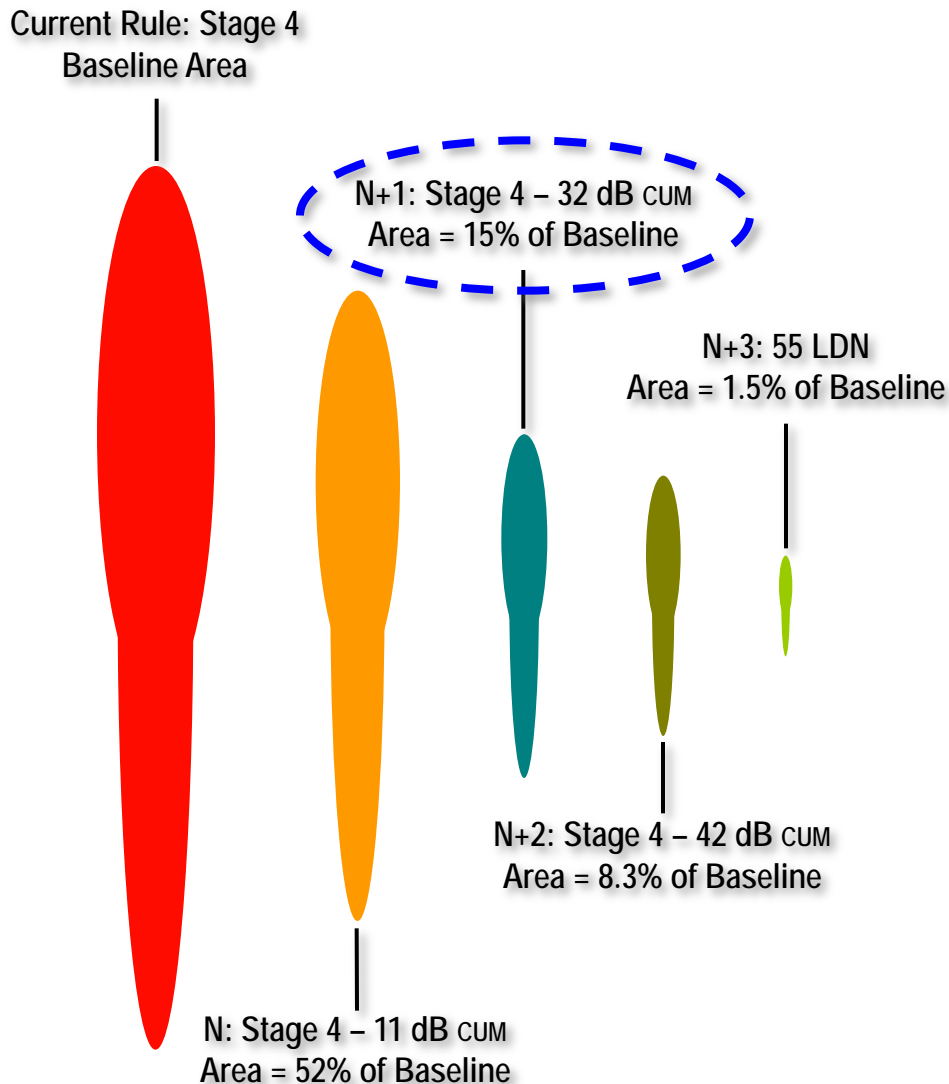 Current Rule: Stage 4
Baseline Area
N+1: Stage 4 – 32 dB CUM
Area = 15% of Baseline
N+3: 55 LDN
Area = 1.5% of Baseline
N+2: Stage 4 – 42 dB CUM
Area = 8.3% of Baseline
N: Stage 4 – 11 dB CUM
Area = 52% of Baseline